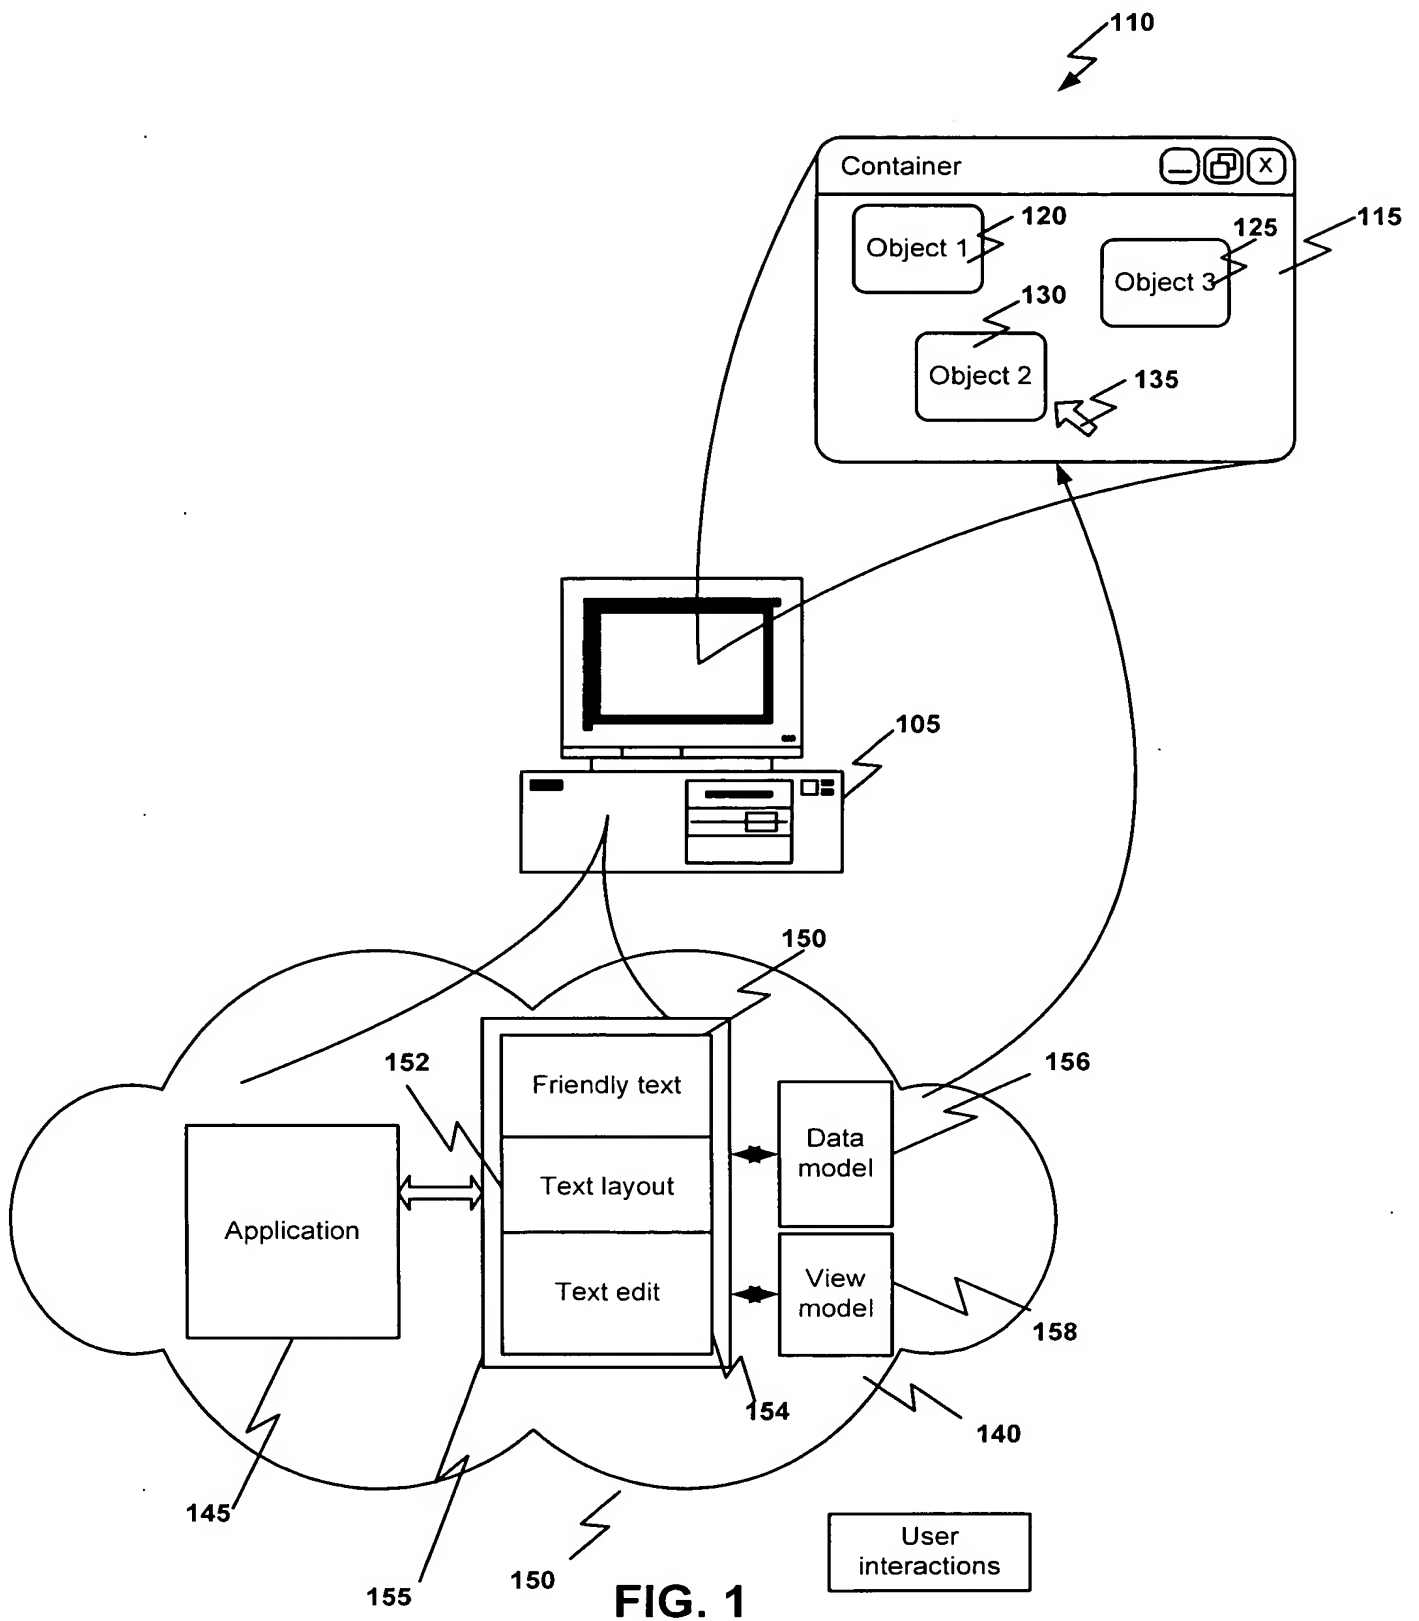 110
Container
X
120
115
125
Object 1
Object 3
130
Object 2
135
105
150
152
156
Friendly text
Data
model
Text layout
Application
View
model
Text edit
158
154
140
145
155
150
User
interactions
FIG. 1